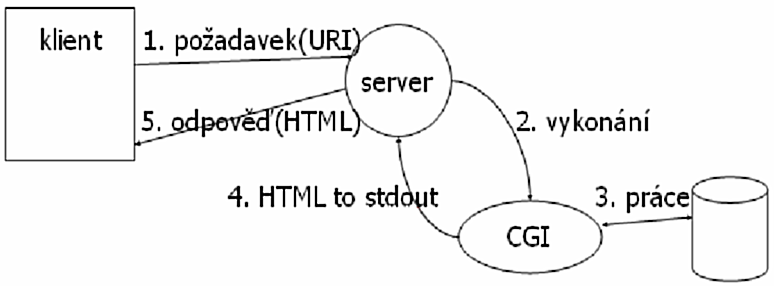 klient
1. požadavek(URI)
server
5. odpověď(HTML)
2. vykonání
4. HTML to stdout
3. práce
CGI